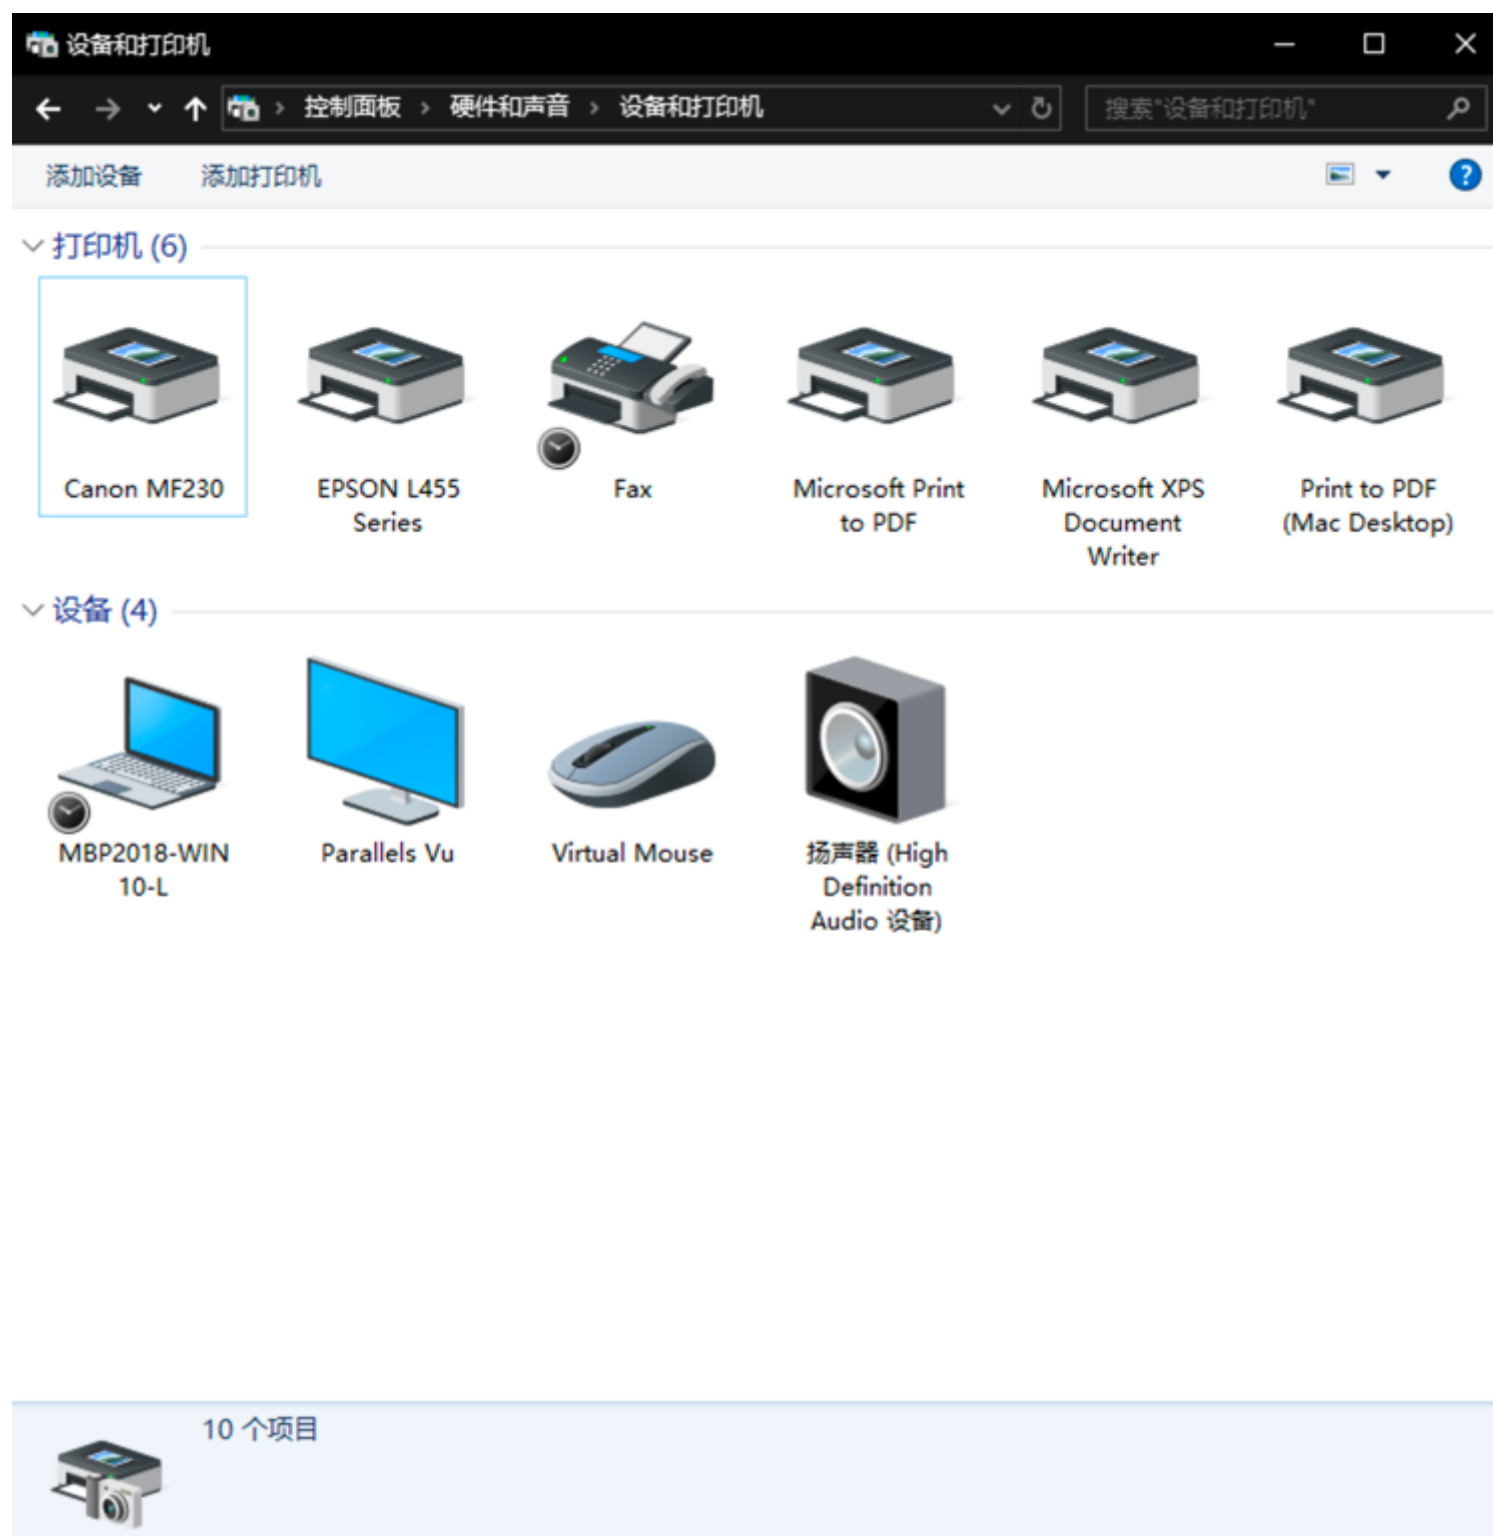 设备和打印机
控制面板 › 硬件和声音 › 设备和打印机
搜索"设备和打印机"
添加设备 添加打印机
打印机 (6)
Canon MF230
EPSON L455
Series
Fax
Microsoft Print
to PDF
Microsoft XPS
Document
Writer
Print to PDF
(Mac Desktop)
设备 (4)
MBP2018-WIN
10-L
Parallels Vu
Virtual Mouse
扬声器 (High
Definition
Audio 设备)
10 个项目